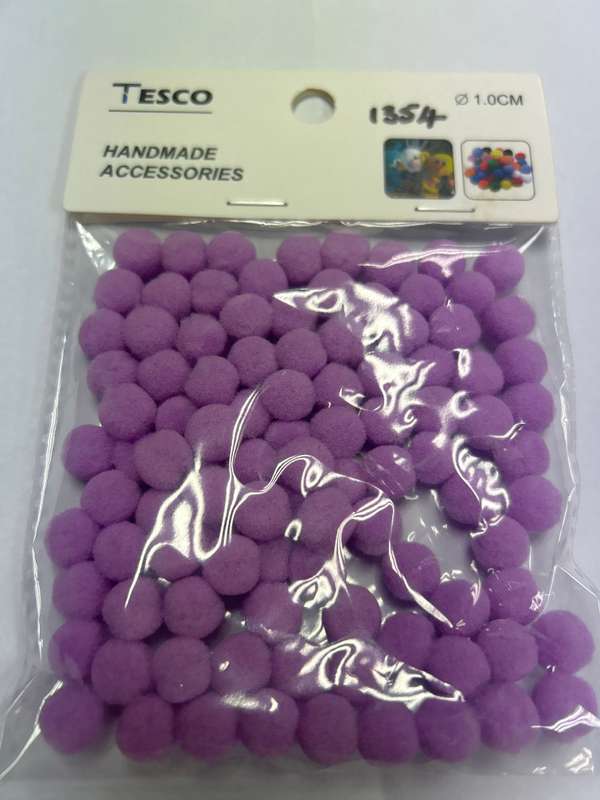 TESCO
1354
Ø 1.0CM
HANDMADE
ACCESSORIES